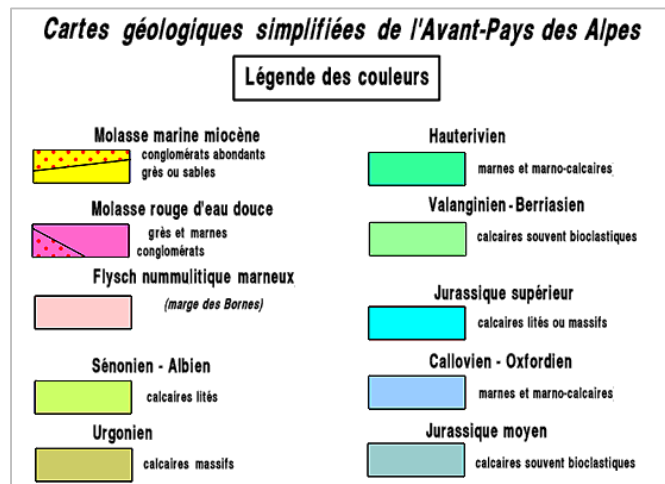 Cartes géologiques simplifiées de l'Avant-Pays des Alpes
Légende des couleurs
Molasse marine miocène
conglomérats abondants
grès ou sables
Molasse rouge d'eau douce
grès et marnes
conglomérats
Flysch nummulitique marneux
(marge des Bornes)
Sénonien - Albien
calcaires lités
Urgonien
calcaires massifs
Hauterivien
marnes et marno-calcaires
Valanginien - Berriasien
calcaires souvent bioclastiques
Jurassique supérieur
calcaires lités ou massifs
Callovien - Oxfordien
marnes et marno-calcaires
Jurassique moyen
calcaires souvent bioclastiques